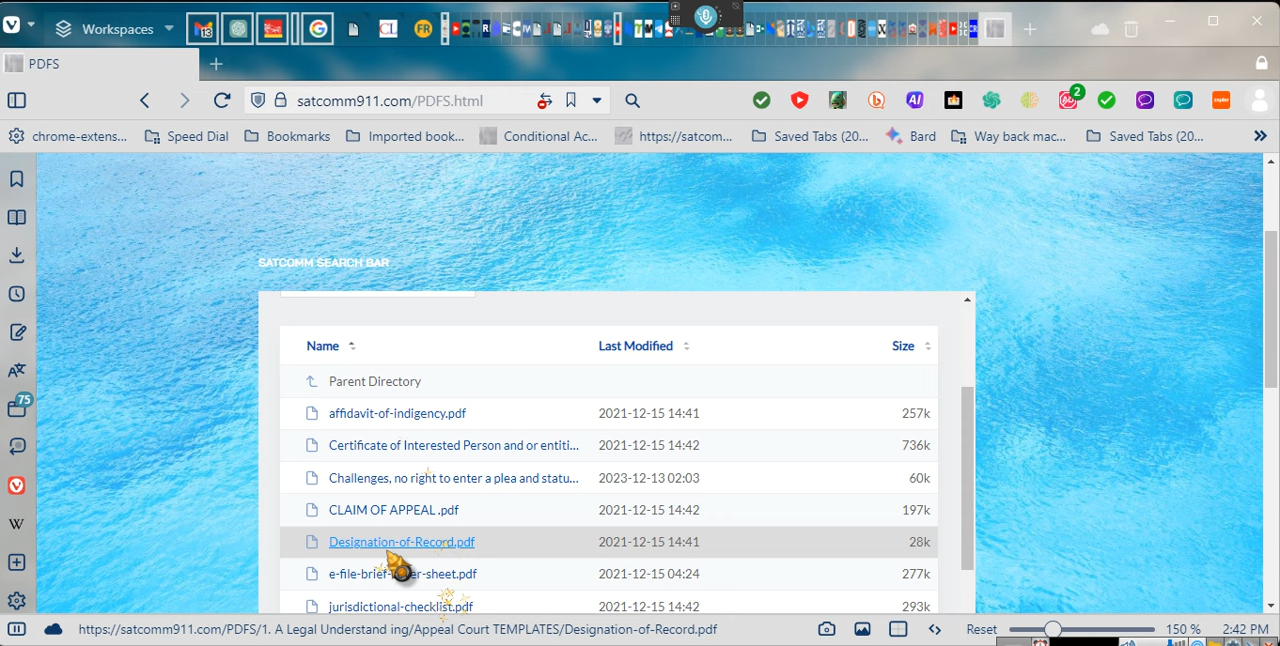 Workspaces
13
CL
FR
PDFS
satcomm911.com/PDFS.html
AI
2
chrome-extens...
Speed Dial
Bookmarks
Imported book...
Conditional Ac...
https://satcom...
Saved Tabs (20...
Bard
Way back mac...
Saved Tabs (20...
75
W
SATCOMM SEARCH BAR
Name Last Modified Size
Parent Directory
affidavit-of-indigency.pdf 2021-12-15 14:41 257k
Certificate of Interested Person and or entiti... 2021-12-15 14:42 736k
Challenges, no right to enter a plea and statu... 2023-12-13 02:03 60k
CLAIM OF APPEAL .pdf 2021-12-15 14:42 197k
Designation-of-Record.pdf 2021-12-15 14:41 28k
e-file-brief- er-sheet.pdf 2021-12-15 04:24 277k
jurisdictional-checklist.pdf 2021-12-15 14:42 293k
https://satcomm911.com/PDFS/1. A Legal Understand ing/Appeal Court TEMPLATES/Designation-of-Record.pdf
Reset 150 % 2:42 PM